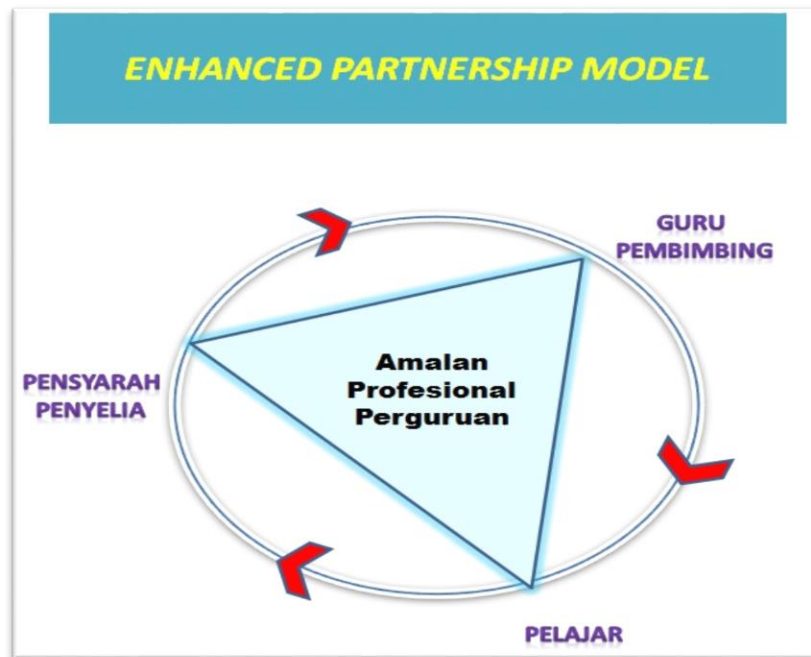 ENHANCED PARTNERSHIP MODEL
GURU
PEMBIMBING
PENSYARAH
PENYELIA
Amalan
Profesional
Perguruan
PELAJAR